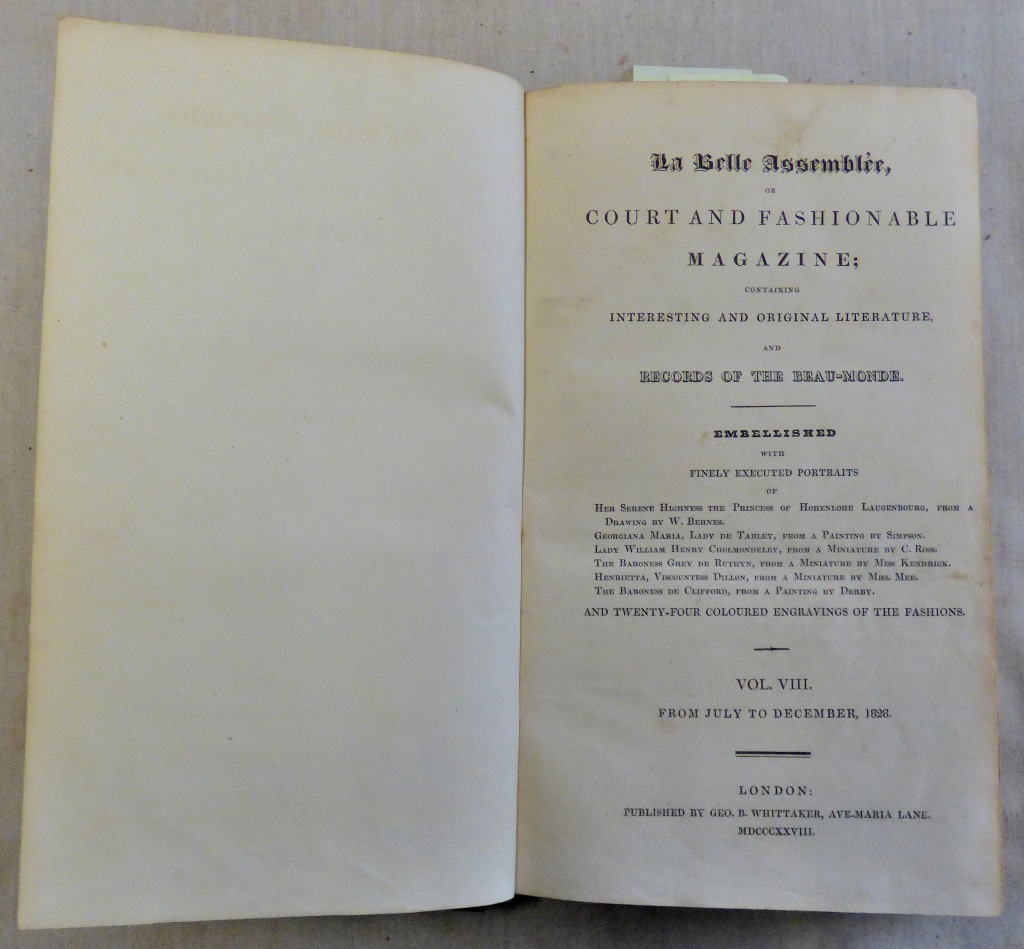 La Belle Assemblèe,
OR
COURT AND FASHIONABLE
MAGAZINE;
CONTAINING
INTERESTING AND ORIGINAL LITERATURE,
AND
RECORDS OF THE BEAU-MONDE.
EMBELLISHED
WITH
FINELY EXECUTED PORTRAITS
OF
Her Serene Highness the Princess of Hohenlohe Laugenbourg, from a
Drawing by W. Behnes.
Georgiana Maria, Lady de Tabley, from a Painting by Simpson.
Lady William Henry Cholmondeley, from a Miniature by C. Ross.
The Baroness Grey de Ruthyn, from a Miniature by Miss Kendrick.
Henrietta, Viscountess Dillon, from a Miniature by Mrs. Mee.
The Baroness de Clifford, from a Painting by Derby.
AND TWENTY-FOUR COLOURED ENGRAVINGS OF THE FASHIONS.
VOL. VIII.
FROM JULY TO DECEMBER, 1828.
LONDON:
PUBLISHED BY GEO. B. WHITTAKER, AVE-MARIA LANE.
MDCCCXXVIII.